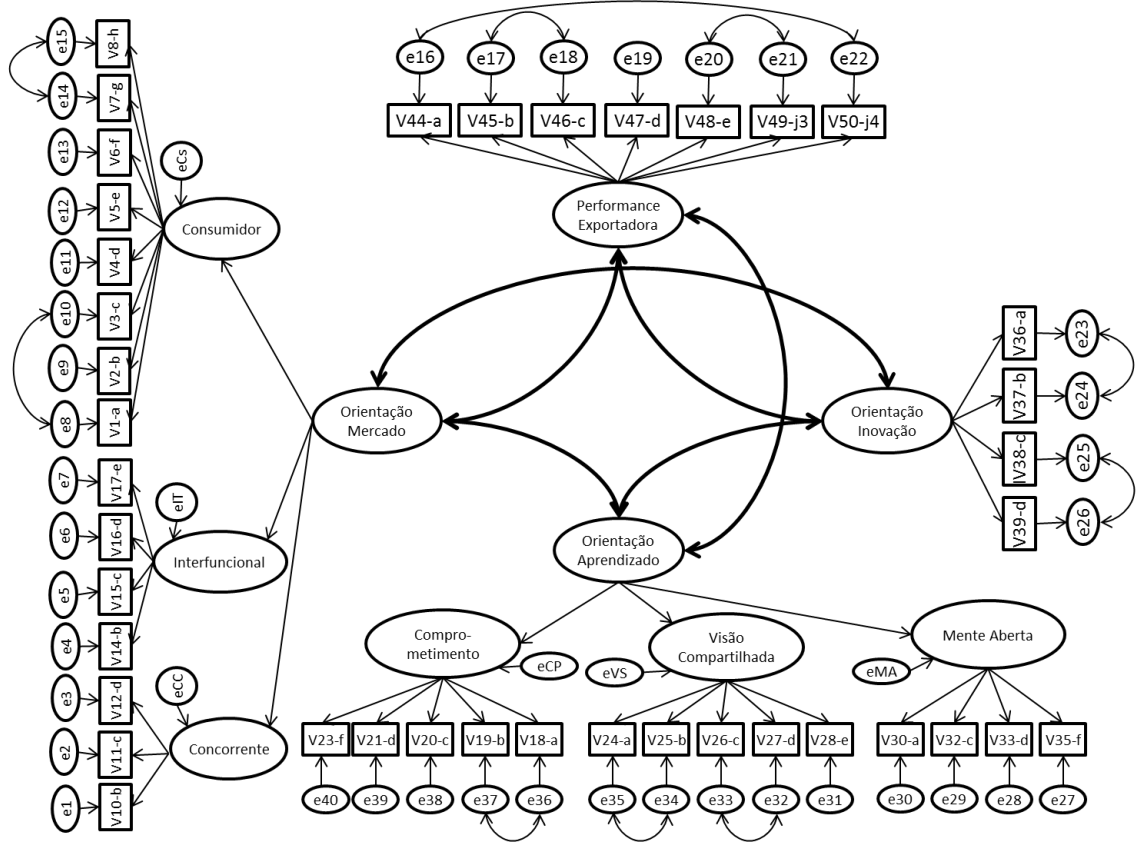 e16
e17
e18
e19
e20
e21
e22
V44-a
V45-b
V46-c
V47-d
V48-e
V49-j3
V50-j4
Performance
Exportadora
e15
V8-h
e14
V7-g
e13
V6-f
e12
V5-e
e11
V4-d
e10
V3-c
e9
V2-b
e8
V1-a
eCs
Consumidor
Orientação
Mercado
Orientação
Inovação
V36-a
e23
V37-b
e24
IV38-c
e25
V39-d
e26
e7
V17-e
e6
V16-d
e5
V15-c
e4
V14-b
eIT
Interfuncional
e3
V12-d
e2
V11-c
e1
V10-b
eCC
Concorrente
Orientação
Aprendizado
Compro-
metimento
eCP
Visão
Compartilhada
eVS
Mente Aberta
eMA
V23-f
V21-d
V20-c
V19-b
V18-a
V24-a
V25-b
V26-c
V27-d
V28-e
V30-a
V32-c
V33-d
V35-f
e40
e39
e38
e37
e36
e35
e34
e33
e32
e31
e30
e29
e28
e27